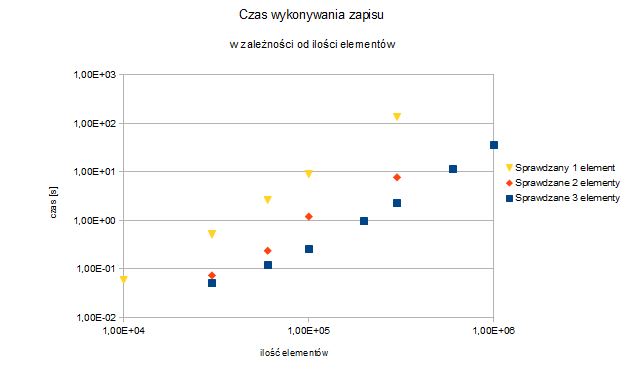 Czas wykonywania zapisu
w zależności od ilości elementów
1,00E+03
1,00E+02
1,00E+01
1,00E+00
1,00E-01
1,00E-02
czas [s]
1,00E+04
1,00E+05
1,00E+06
ilość elementów
Sprawdzany 1 element
Sprawdzane 2 elementy
Sprawdzane 3 elementy